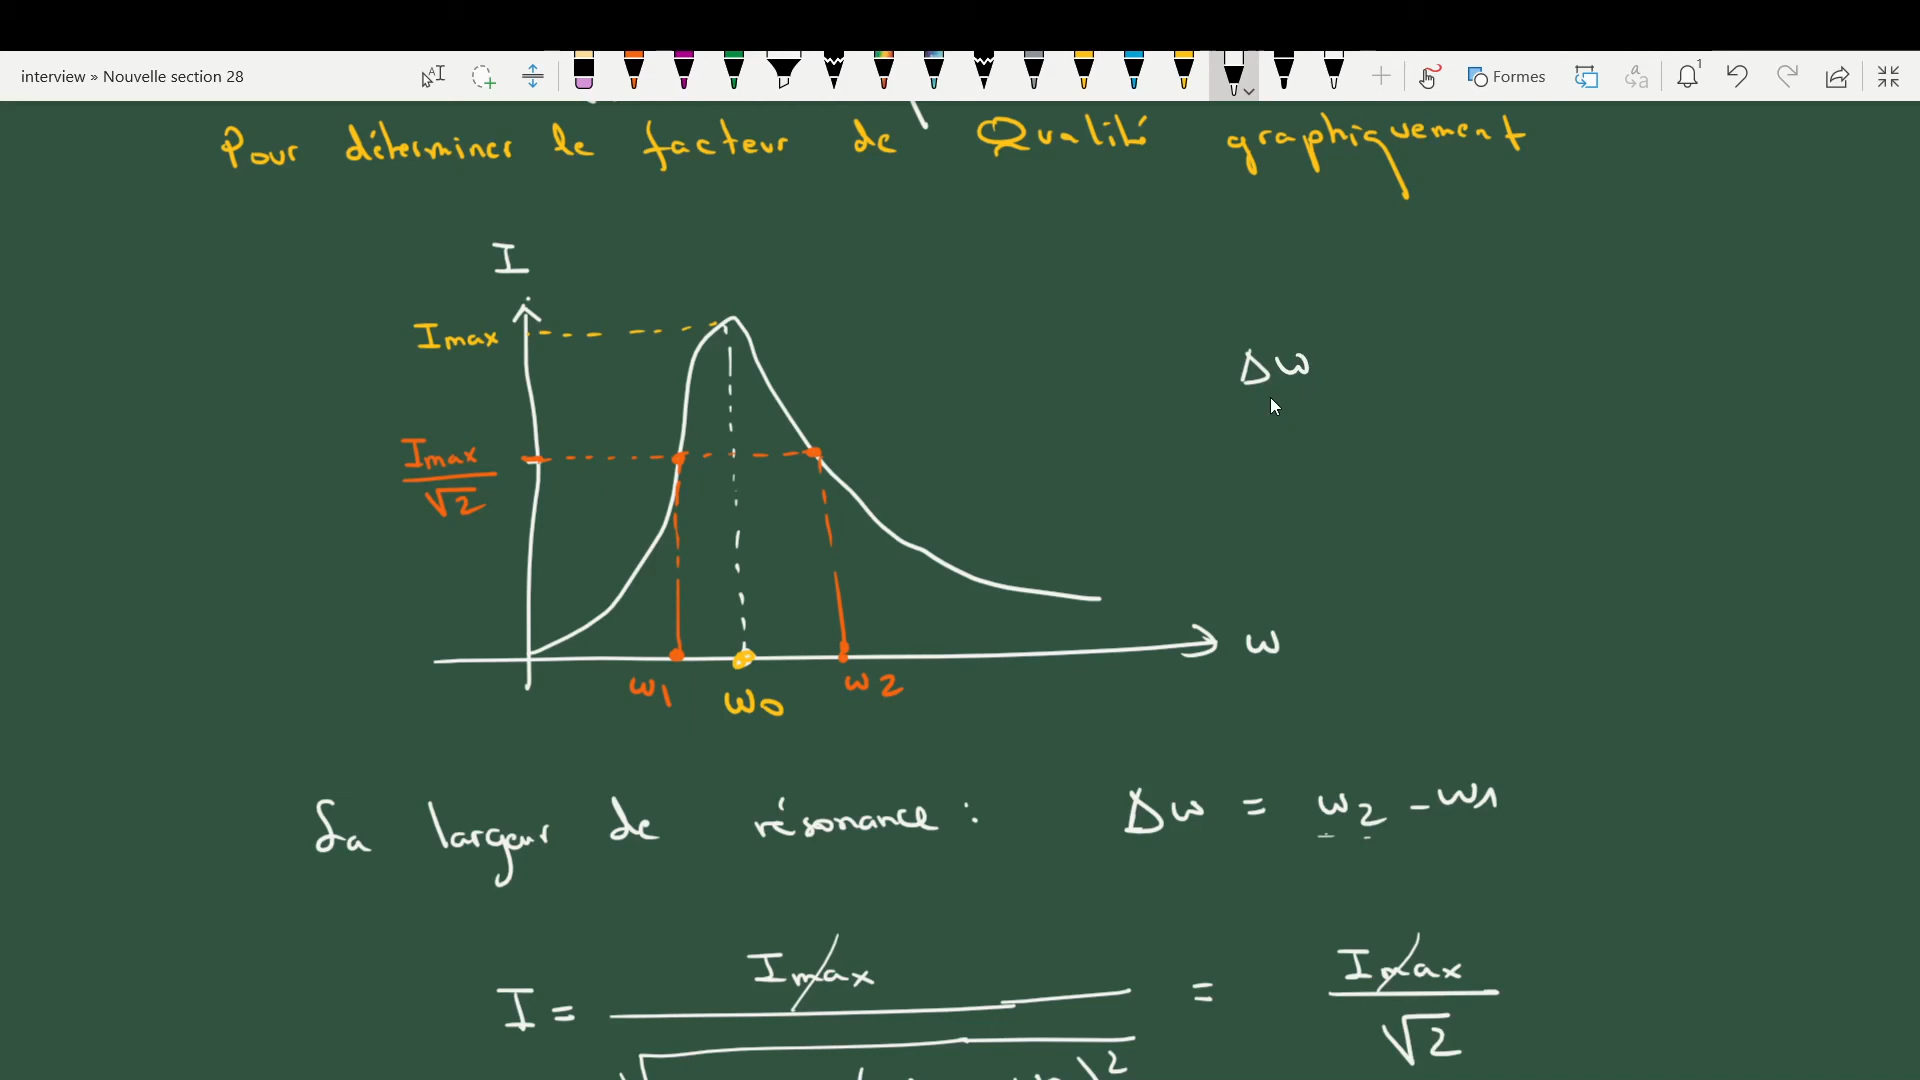 interview » Nouvelle section 28
Formes
Pour déterminer le facteur de Qualité graphiquement
I
Imax
Δω
Imax/√2
ω
ω1 ω0 ω2
La largeur de résonance : Δω = ω2 - ω1
I = Imax = Imax/√2